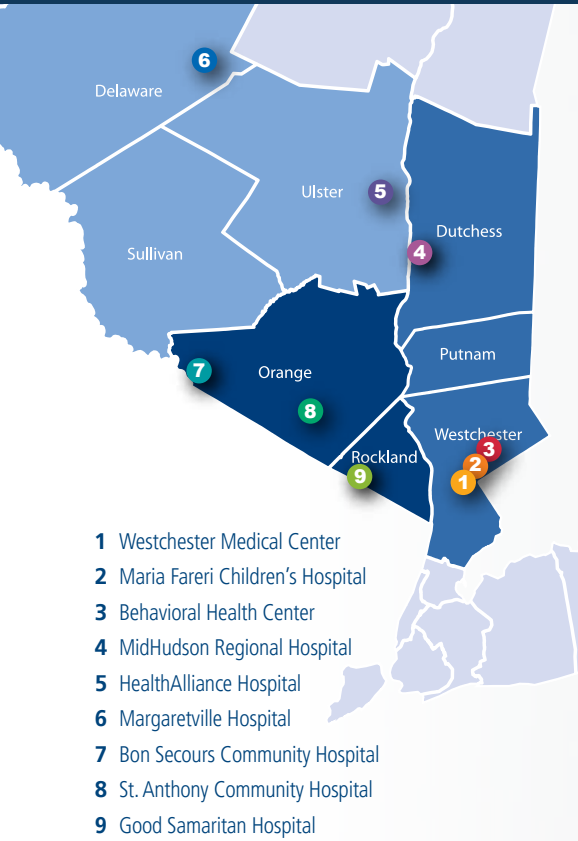 6
Delaware
Ulster
5
Dutchess
4
Sullivan
Putnam
7
Orange
8
Westchester
3
Rockland
2
9
1
1 Westchester Medical Center
2 Maria Fareri Children's Hospital
3 Behavioral Health Center
4 MidHudson Regional Hospital
5 HealthAlliance Hospital
6 Margaretville Hospital
7 Bon Secours Community Hospital
8 St. Anthony Community Hospital
9 Good Samaritan Hospital